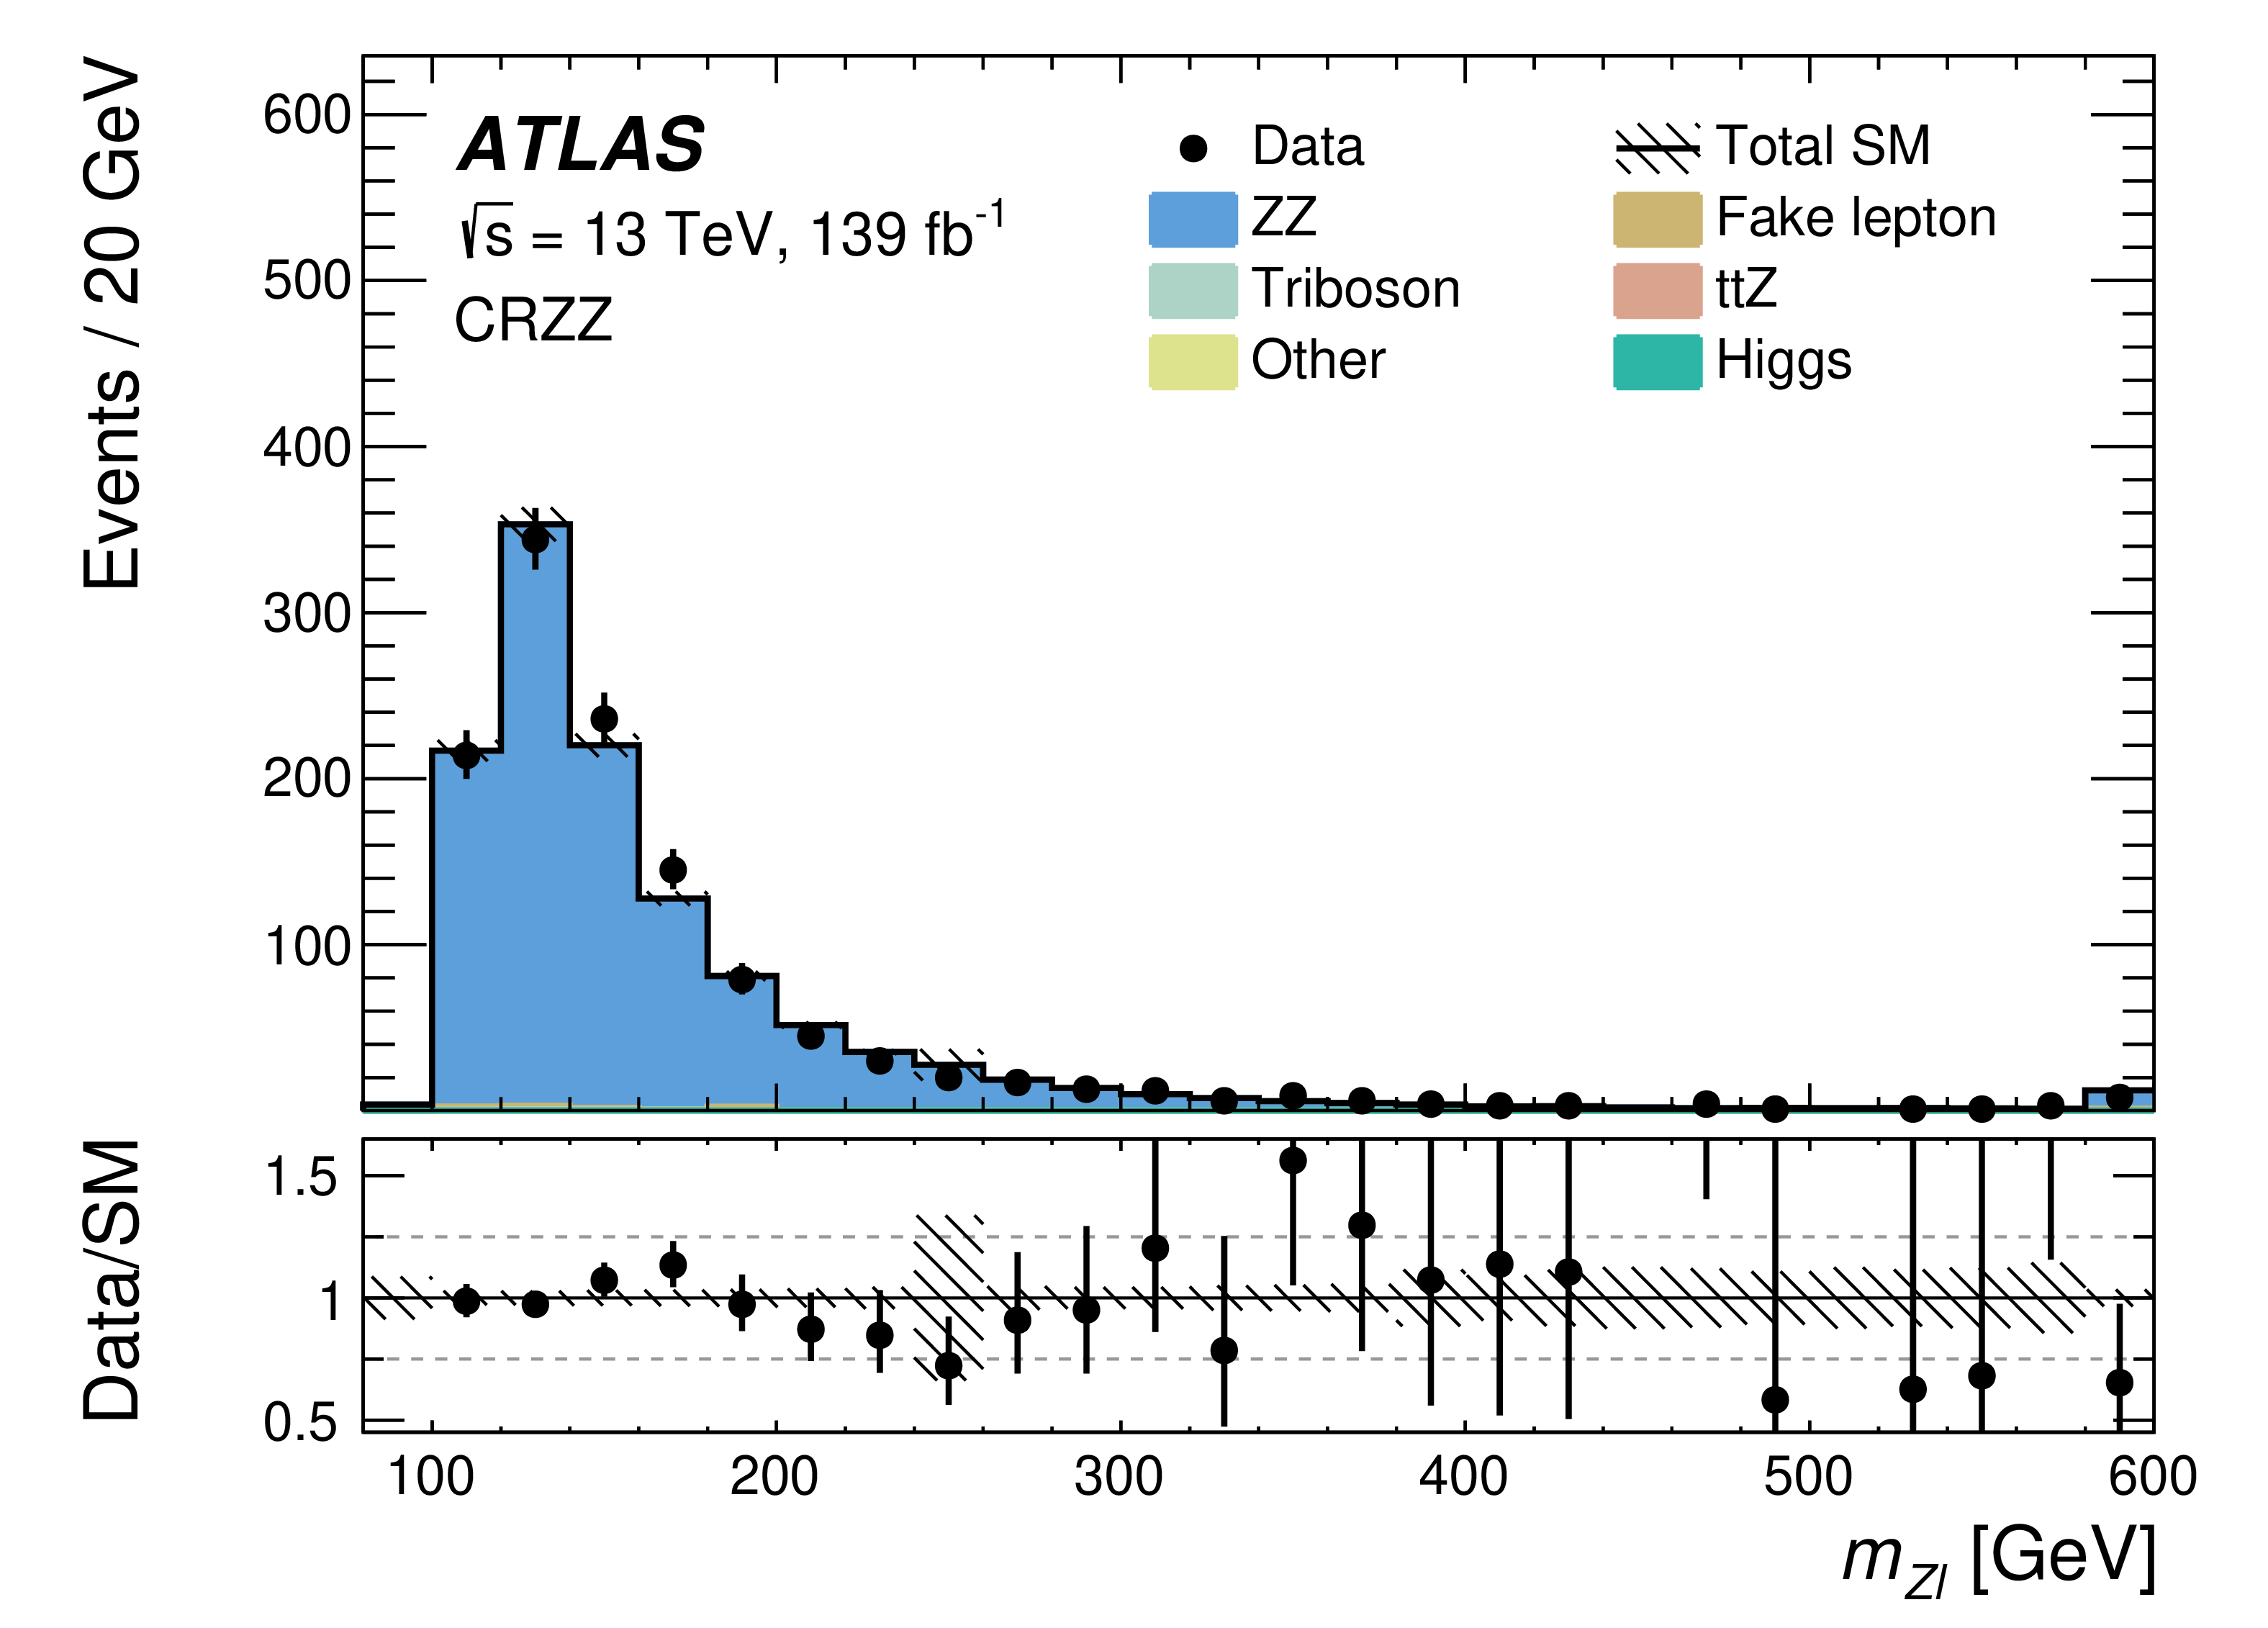 Events / 20 GeV
600
500
400
300
200
100
ATLAS
√s = 13 TeV, 139 fb⁻¹
CRZZ
Data
ZZ
Triboson
Other
Total SM
Fake lepton
ttZ
Higgs
Data/SM
1.5
1
0.5
100 200 300 400 500 600
m_Zl [GeV]